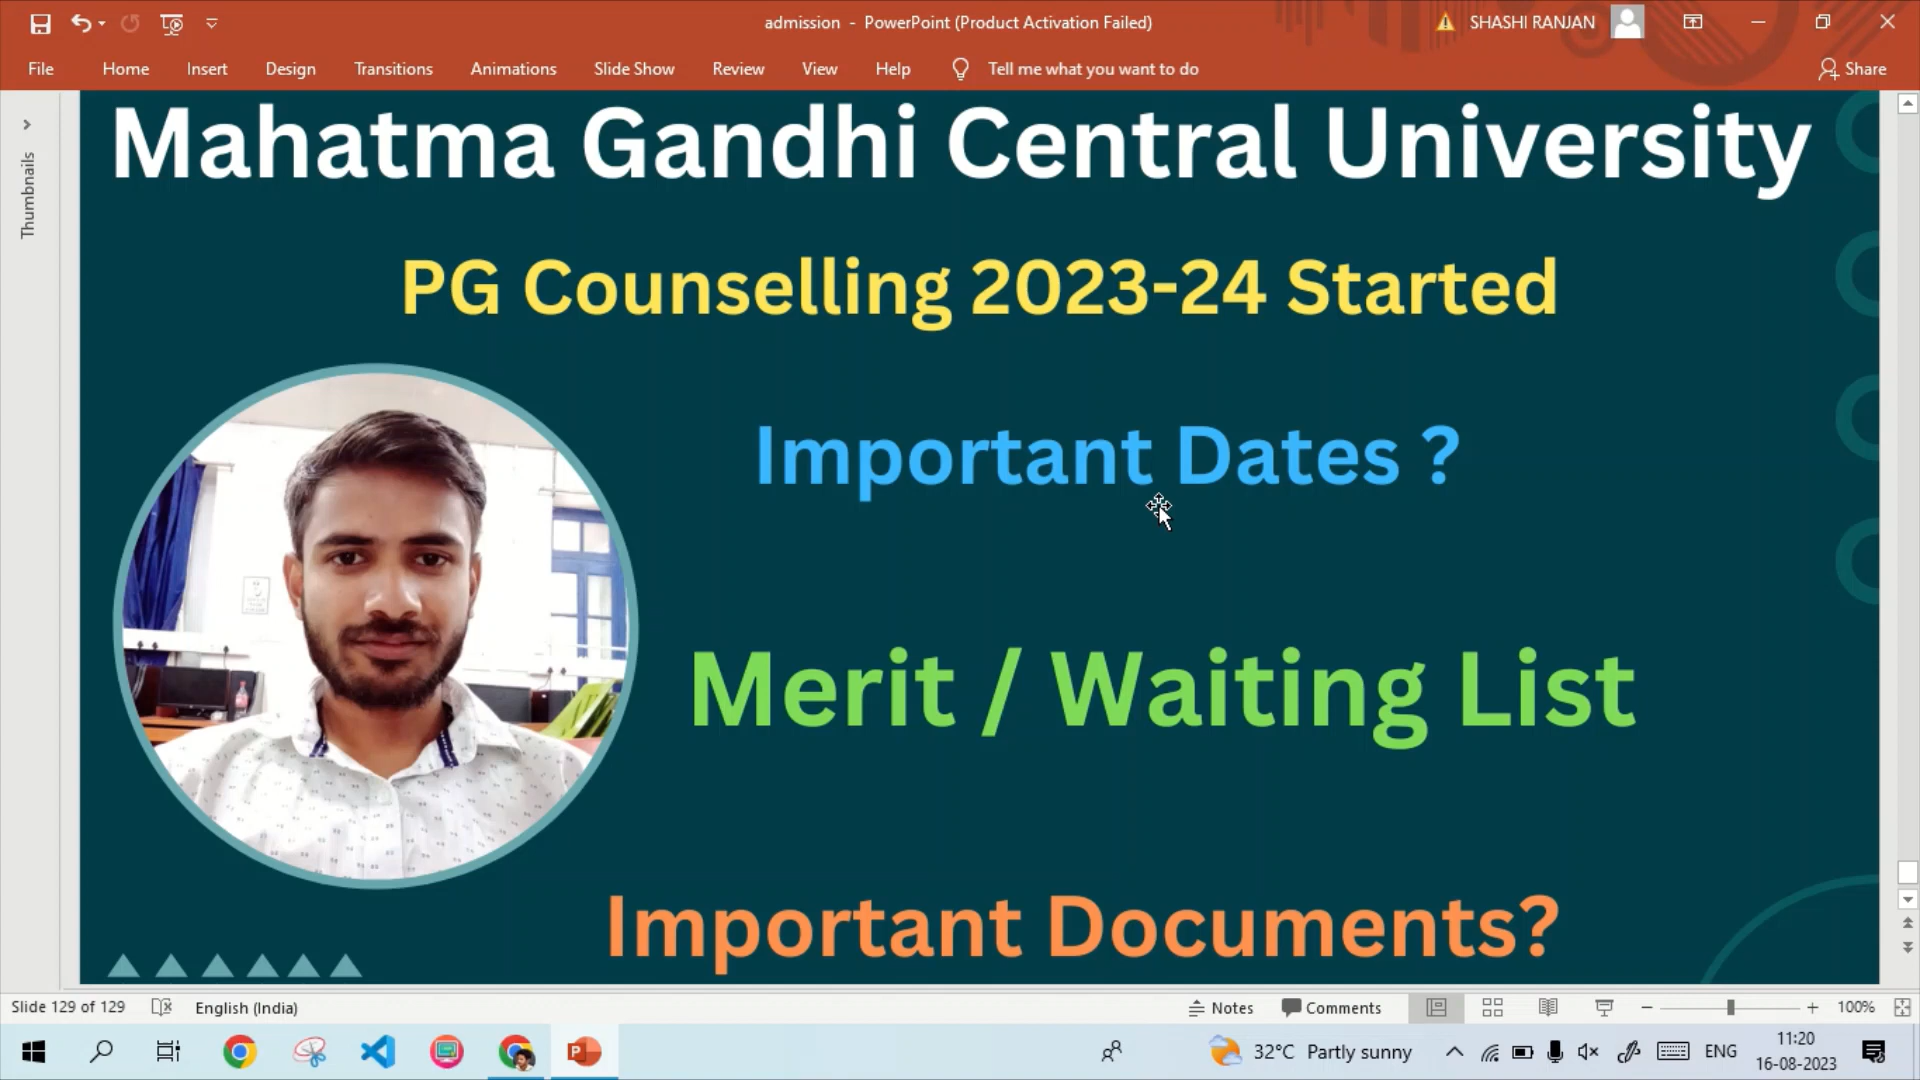 admission - PowerPoint (Product Activation Failed)
SHASHI RANJAN
File Home Insert Design Transitions Animations Slide Show Review View Help Tell me what you want to do Share
Thumbnails
Mahatma Gandhi Central University
PG Counselling 2023-24 Started
Important Dates ?
Merit / Waiting List
Important Documents?
Slide 129 of 129 English (India) Notes Comments 100%
32°C Partly sunny ENG
11:20
16-08-2023